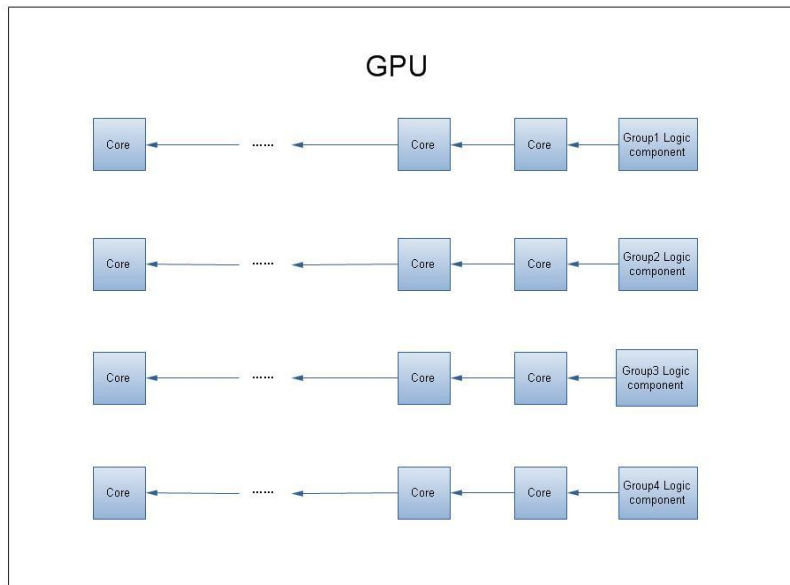 GPU
Core
......
Core
Core
Group1 Logic
component
Core
......
Core
Core
Group2 Logic
component
Core
......
Core
Core
Group3 Logic
component
Core
......
Core
Core
Group4 Logic
component